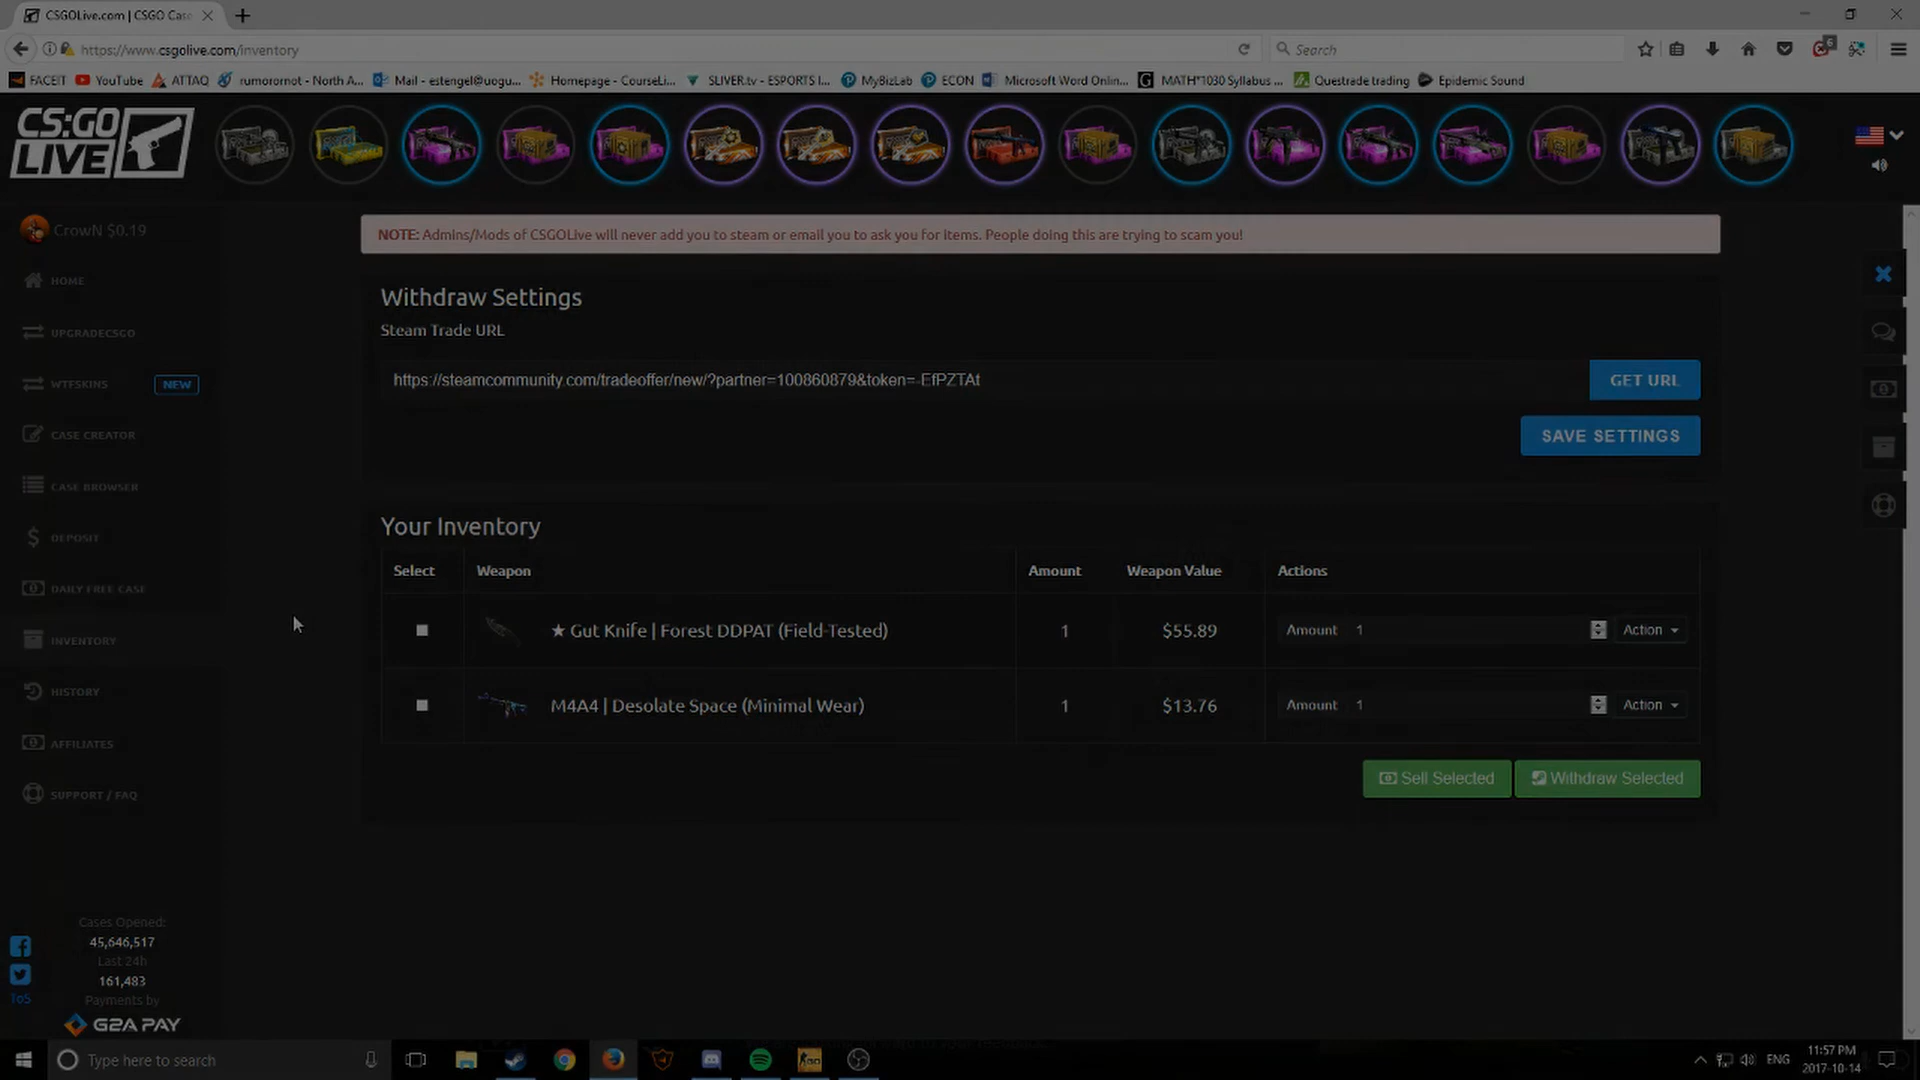 CSGOLive.com | CSGO Case
https://www.csgolive.com/inventory
Search
6
FACEIT YouTube ATTAQ rumorornot - North A... Mail - estengel@uogu... Homepage - CourseLi... SLIVER.tv - ESPORTS I... MyBizLab ECON Microsoft Word Onlin... MATH*1030 Syllabus ... Questrade trading Epidemic Sound
CS:GO
LIVE
CrowN $0.19
NOTE: Admins/Mods of CSGOLive will never add you to steam or email you to ask you for items. People doing this are trying to scam you!
HOME
UPGRADECSGO
WTFSKINS NEW
CASE CREATOR
CASE BROWSER
DEPOSIT
DAILY FREE CASE
INVENTORY
HISTORY
AFFILIATES
SUPPORT / FAQ
Withdraw Settings
Steam Trade URL
https://steamcommunity.com/tradeoffer/new/?partner=100860879&token=-EfPZTAt
GET URL
SAVE SETTINGS
Your Inventory
Select Weapon Amount Weapon Value Actions
★ Gut Knife | Forest DDPAT (Field-Tested) 1 $55.89 Amount 1 Action
M4A4 | Desolate Space (Minimal Wear) 1 $13.76 Amount 1 Action
Sell Selected Withdraw Selected
Cases Opened:
45,646,517
Last 24h
161,483
Payments by
G2A PAY
ToS
Type here to search
ENG
11:57 PM
2017-10-14